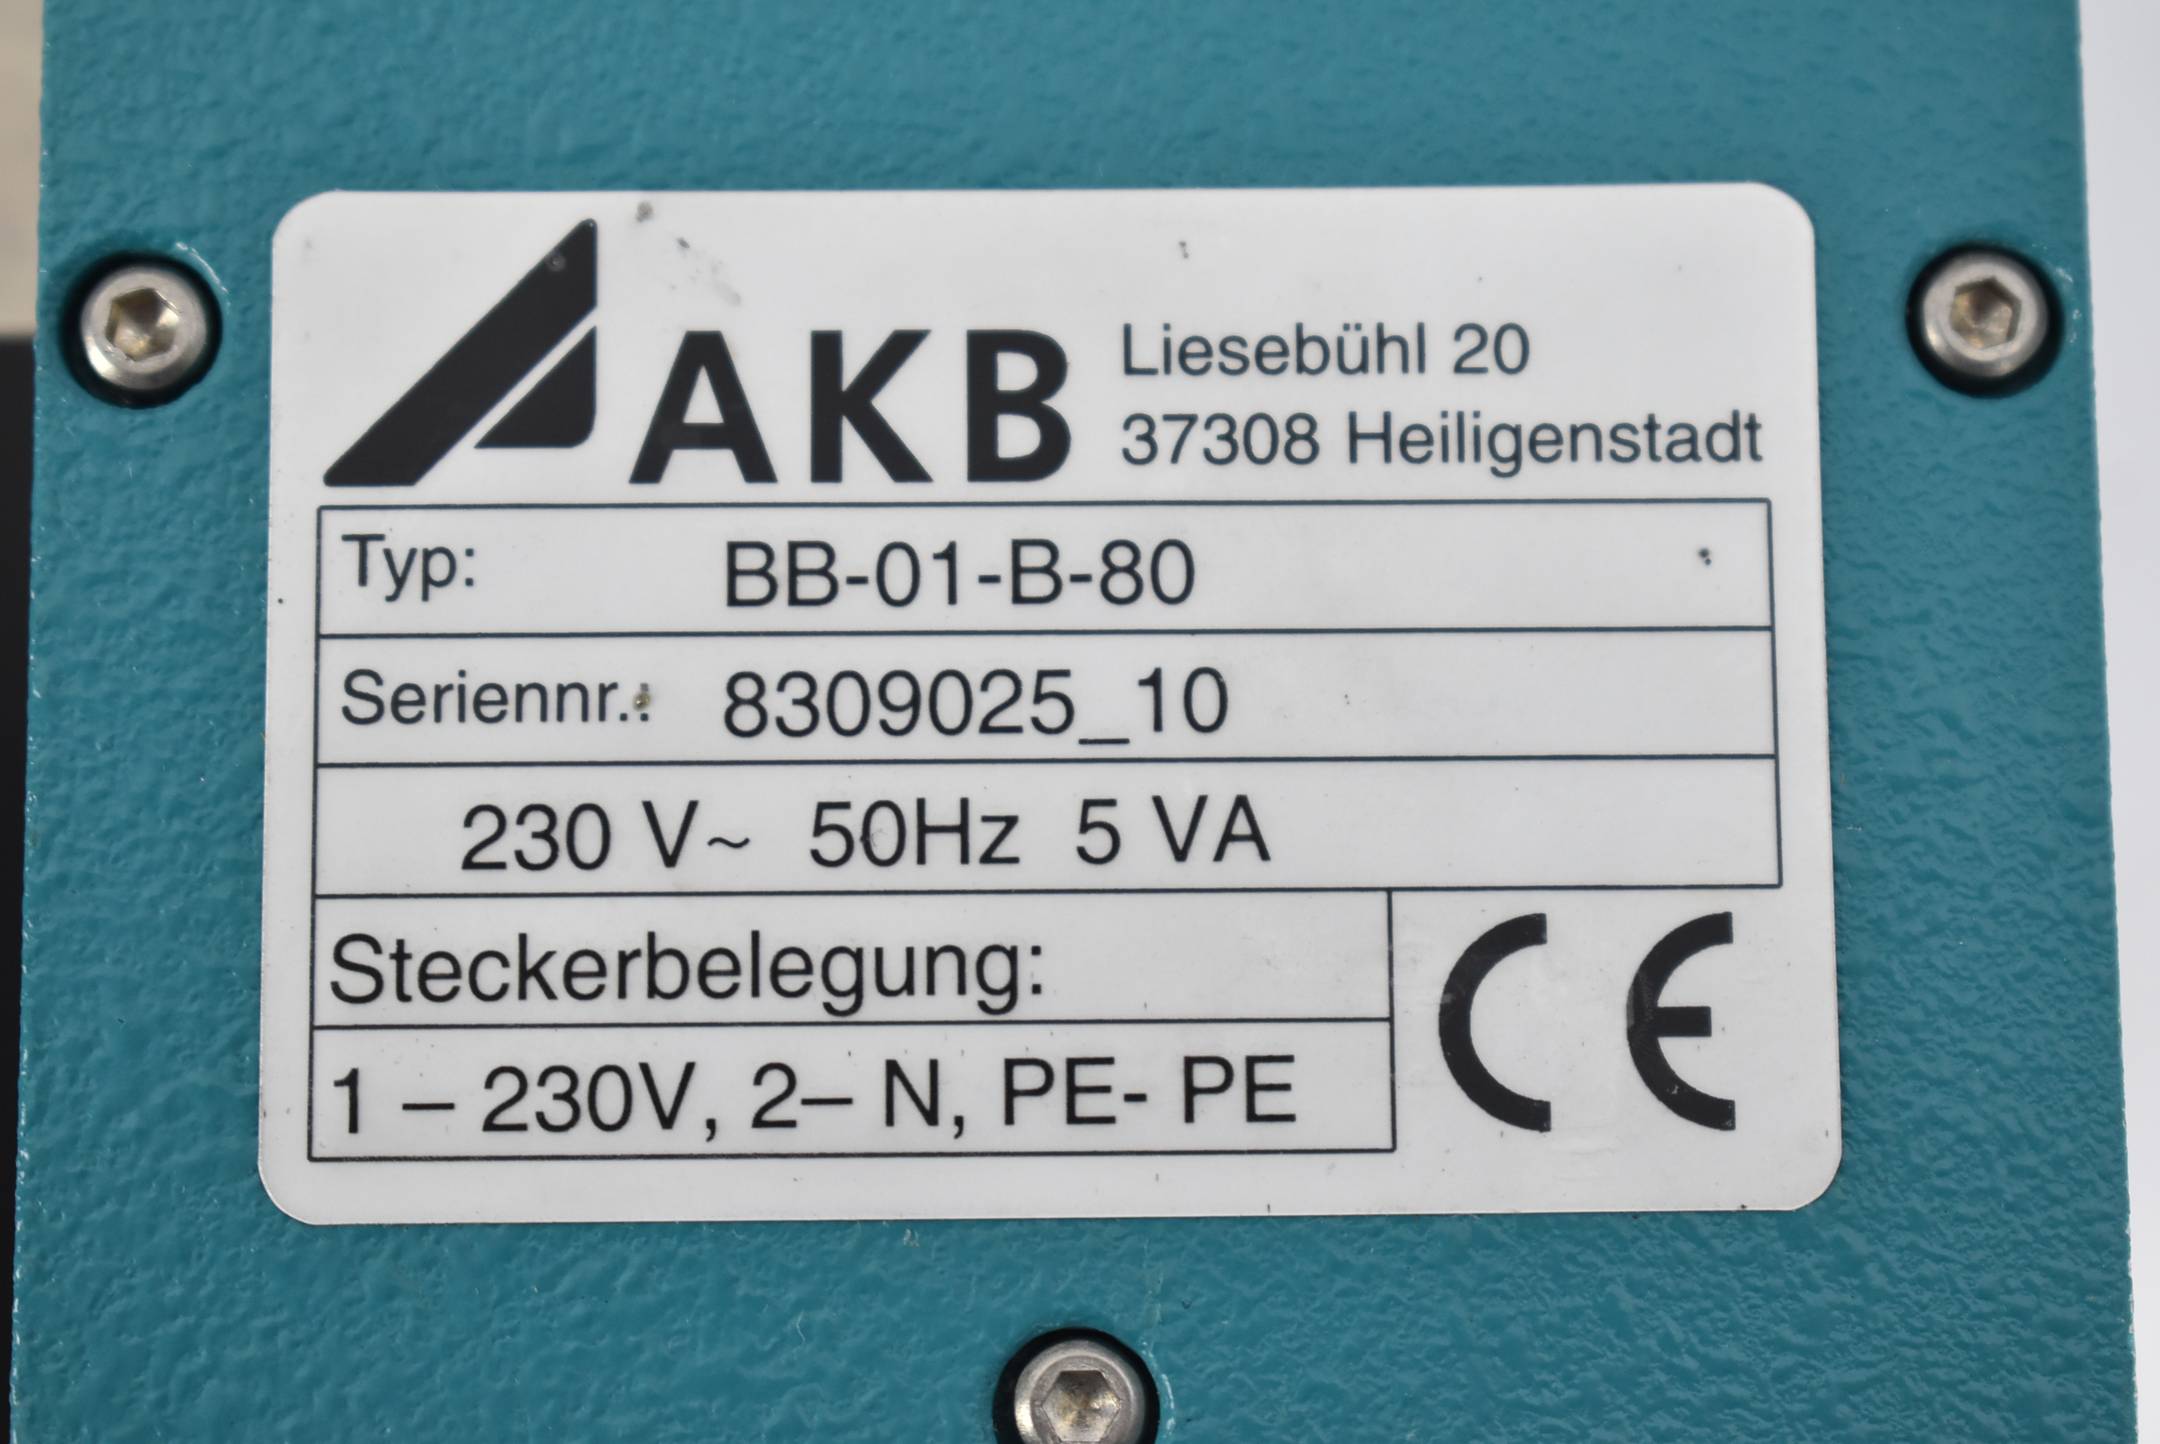 AKB
Liesebühl 20
37308 Heiligenstadt
Typ: BB-01-B-80
Seriennr.: 8309025_10
230 V~ 50Hz 5 VA
Steckerbelegung:
1 – 230V, 2– N, PE- PE
CE